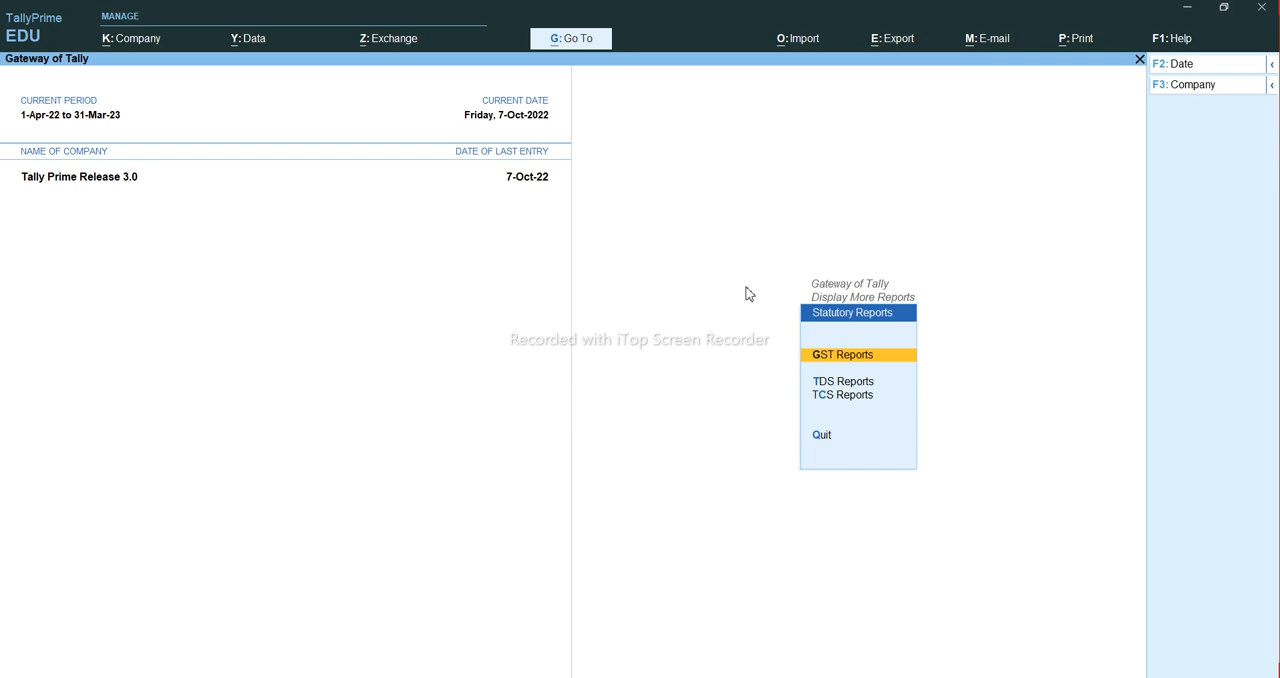 TallyPrime
EDU
MANAGE
K: Company
Y: Data
Z: Exchange
G: Go To
O: Import
E: Export
M: E-mail
P: Print
F1: Help
Gateway of Tally
F2: Date
F3: Company
CURRENT PERIOD
CURRENT DATE
1-Apr-22 to 31-Mar-23
Friday, 7-Oct-2022
NAME OF COMPANY
DATE OF LAST ENTRY
Tally Prime Release 3.0
7-Oct-22
Gateway of Tally
Display More Reports
Statutory Reports
GST Reports
TDS Reports
TCS Reports
Quit
Recorded with iTop Screen Recorder